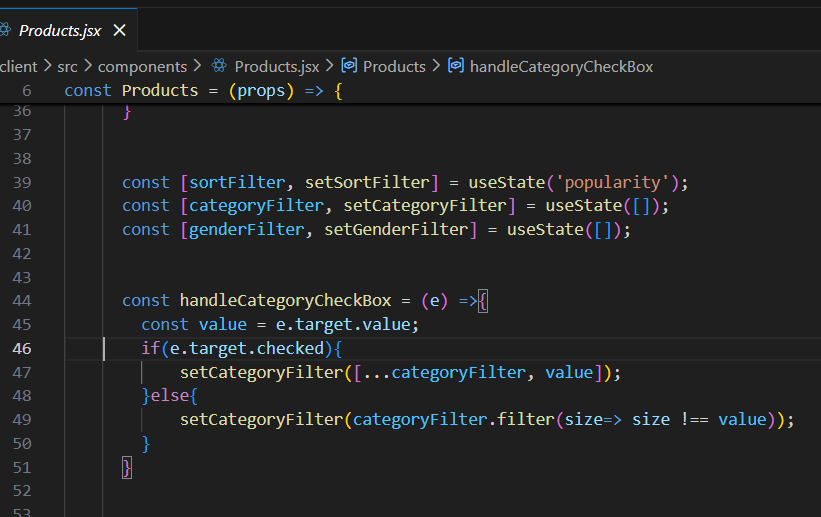 Products.jsx
client > src > components > Products.jsx > Products > handleCategoryCheckBox
6 const Products = (props) => {
36 }
37
38
39 const [sortFilter, setSortFilter] = useState('popularity');
40 const [categoryFilter, setCategoryFilter] = useState([]);
41 const [genderFilter, setGenderFilter] = useState([]);
42
43
44 const handleCategoryCheckBox = (e) =>{
45 const value = e.target.value;
46 if(e.target.checked){
47 setCategoryFilter([...categoryFilter, value]);
48 }else{
49 setCategoryFilter(categoryFilter.filter(size=> size !== value));
50 }
51 }
52
53